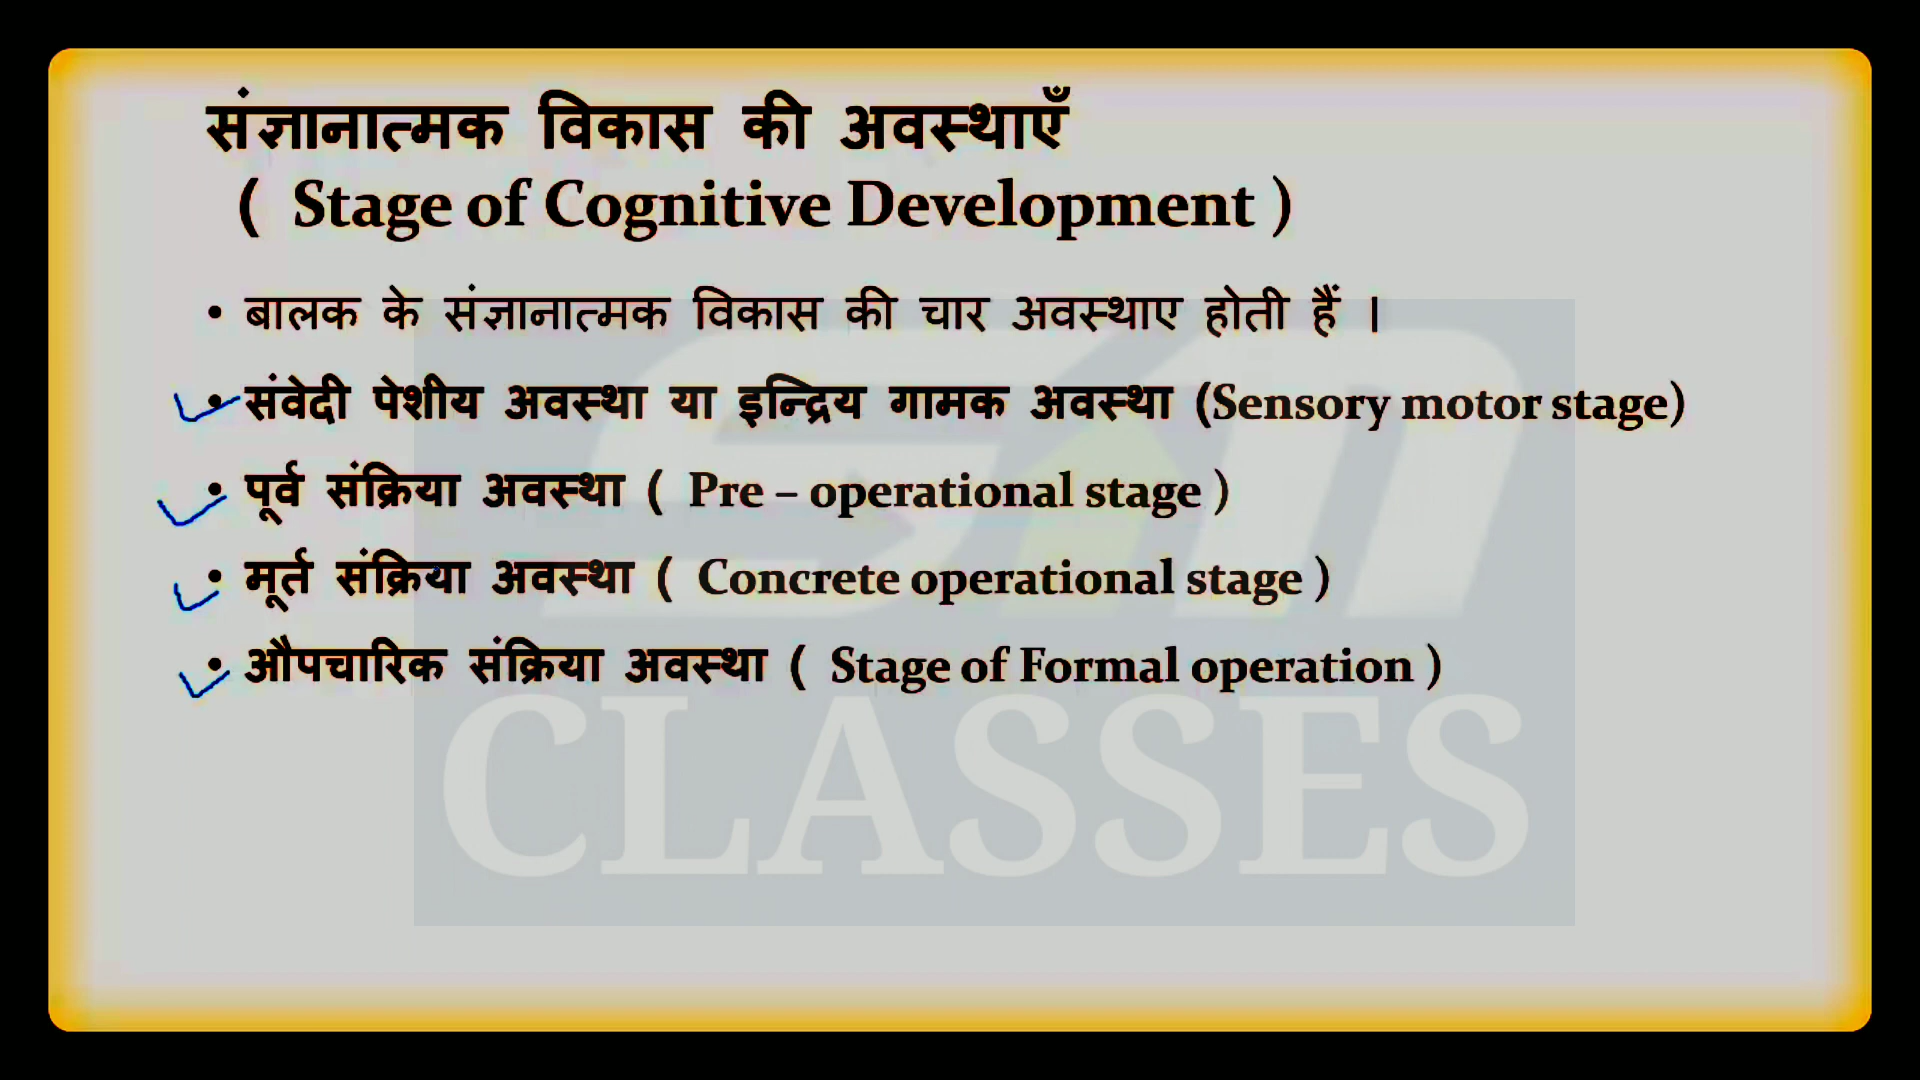 संज्ञानात्मक विकास की अवस्थाएँ
( Stage of Cognitive Development )
• बालक के संज्ञानात्मक विकास की चार अवस्थाए होती हैं ।
• संवेदी पेशीय अवस्था या इन्द्रिय गामक अवस्था (Sensory motor stage)
• पूर्व संक्रिया अवस्था ( Pre – operational stage )
• मूर्त संक्रिया अवस्था ( Concrete operational stage )
• औपचारिक संक्रिया अवस्था ( Stage of Formal operation )
CLASSES